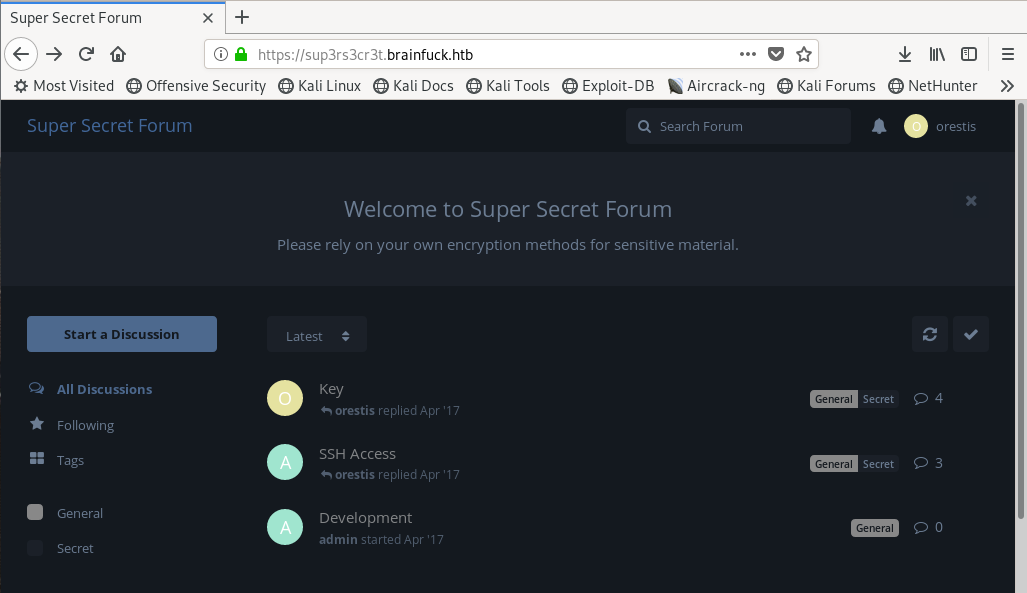 Super Secret Forum
https://sup3rs3cr3t.brainfuck.htb
Most Visited Offensive Security Kali Linux Kali Docs Kali Tools Exploit-DB Aircrack-ng Kali Forums NetHunter
Super Secret Forum Search Forum O orestis
Welcome to Super Secret Forum
Please rely on your own encryption methods for sensitive material.
Start a Discussion Latest
All Discussions
Following
Tags
General
Secret
O Key General Secret 4
orestis replied Apr '17
A SSH Access General Secret 3
orestis replied Apr '17
A Development General 0
admin started Apr '17